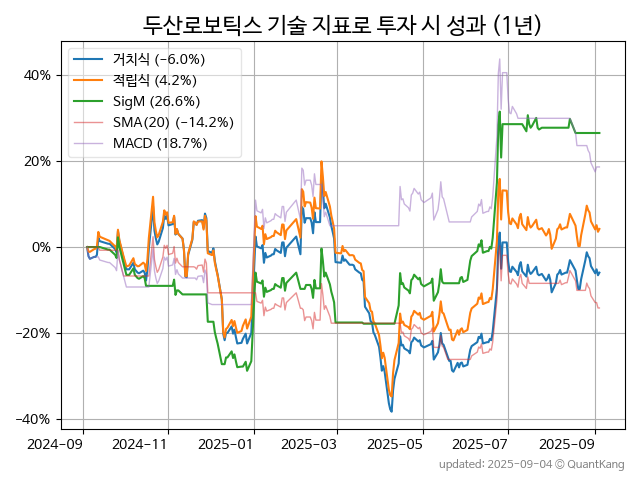 두산로보틱스 기술 지표로 투자 시 성과 (1년)
거치식 (−6.0%)
적립식 (4.2%)
SigM (26.6%)
SMA(20) (−14.2%)
MACD (18.7%)
40%
20%
0%
−20%
−40%
2024-09 2024-11 2025-01 2025-03 2025-05 2025-07 2025-09
updated: 2025-09-04 © QuantKang